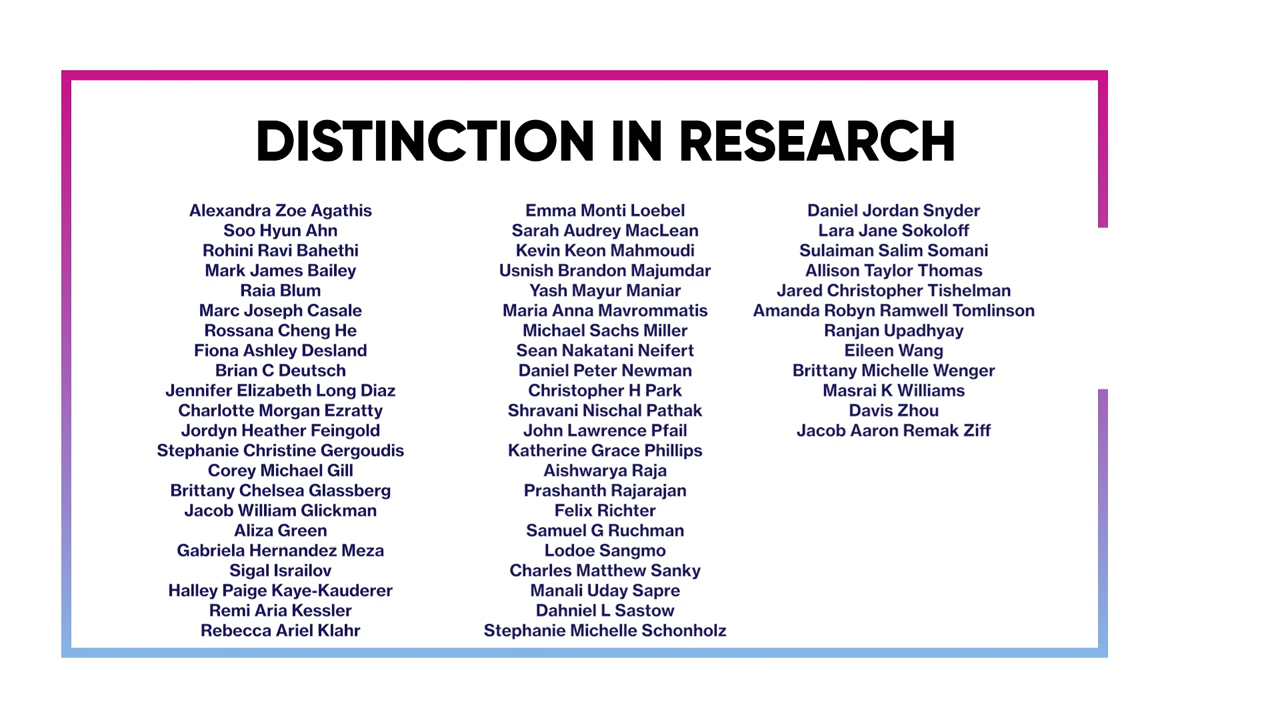 DISTINCTION IN RESEARCH
Alexandra Zoe Agathis
Soo Hyun Ahn
Rohini Ravi Bahethi
Mark James Bailey
Raia Blum
Marc Joseph Casale
Rossana Cheng He
Fiona Ashley Desland
Brian C Deutsch
Jennifer Elizabeth Long Diaz
Charlotte Morgan Ezratty
Jordyn Heather Feingold
Stephanie Christine Gergoudis
Corey Michael Gill
Brittany Chelsea Glassberg
Jacob William Glickman
Aliza Green
Gabriela Hernandez Meza
Sigal Israilov
Halley Paige Kaye-Kauderer
Remi Aria Kessler
Rebecca Ariel Klahr
Emma Monti Loebel
Sarah Audrey MacLean
Kevin Keon Mahmoudi
Usnish Brandon Majumdar
Yash Mayur Maniar
Maria Anna Mavrommatis
Michael Sachs Miller
Sean Nakatani Neifert
Daniel Peter Newman
Christopher H Park
Shravani Nischal Pathak
John Lawrence Pfail
Katherine Grace Phillips
Aishwarya Raja
Prashanth Rajarajan
Felix Richter
Samuel G Ruchman
Lodoe Sangmo
Charles Matthew Sanky
Manali Uday Sapre
Dahniel L Sastow
Stephanie Michelle Schonholz
Daniel Jordan Snyder
Lara Jane Sokoloff
Sulaiman Salim Somani
Allison Taylor Thomas
Jared Christopher Tishelman
Amanda Robyn Ramwell Tomlinson
Ranjan Upadhyay
Eileen Wang
Brittany Michelle Wenger
Masrai K Williams
Davis Zhou
Jacob Aaron Remak Ziff